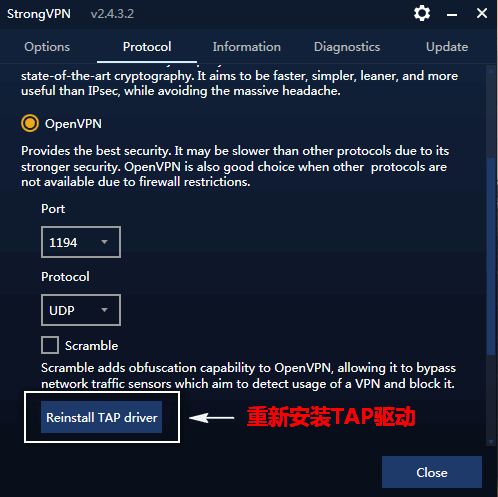 StrongVPN v2.4.3.2
Options Protocol Information Diagnostics Update
state-of-the-art cryptography. It aims to be faster, simpler, leaner, and more
useful than IPsec, while avoiding the massive headache.
OpenVPN
Provides the best security. It may be slower than other protocols due to its
stronger security. OpenVPN is also good choice when other protocols are
not available due to firewall restrictions.
Port
1194
Protocol
UDP
Scramble
Scramble adds obfuscation capability to OpenVPN, allowing it to bypass
network traffic sensors which aim to detect usage of a VPN and block it.
Reinstall TAP driver 重新安装TAP驱动
Close